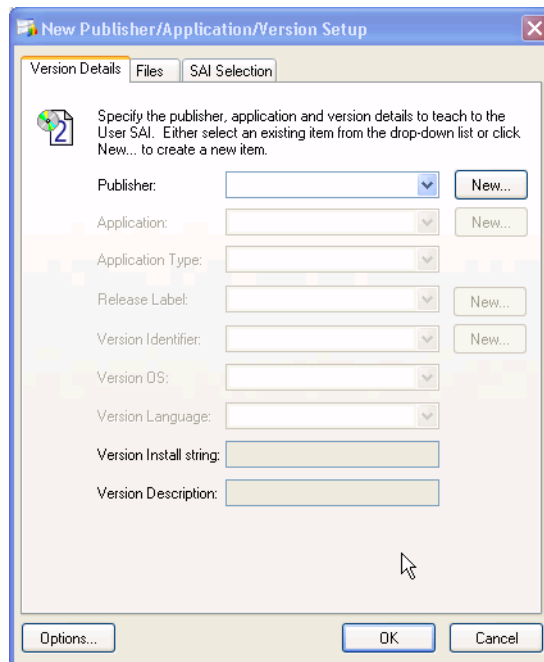 New Publisher/Application/Version Setup
Version Details Files SAI Selection
2
Specify the publisher, application and version details to teach to the
User SAI. Either select an existing item from the drop-down list or click
New... to create a new item.
Publisher: New...
Application: New...
Application Type:
Release Label: New...
Version Identifier: New...
Version OS:
Version Language:
Version Install string:
Version Description:
Options... OK Cancel